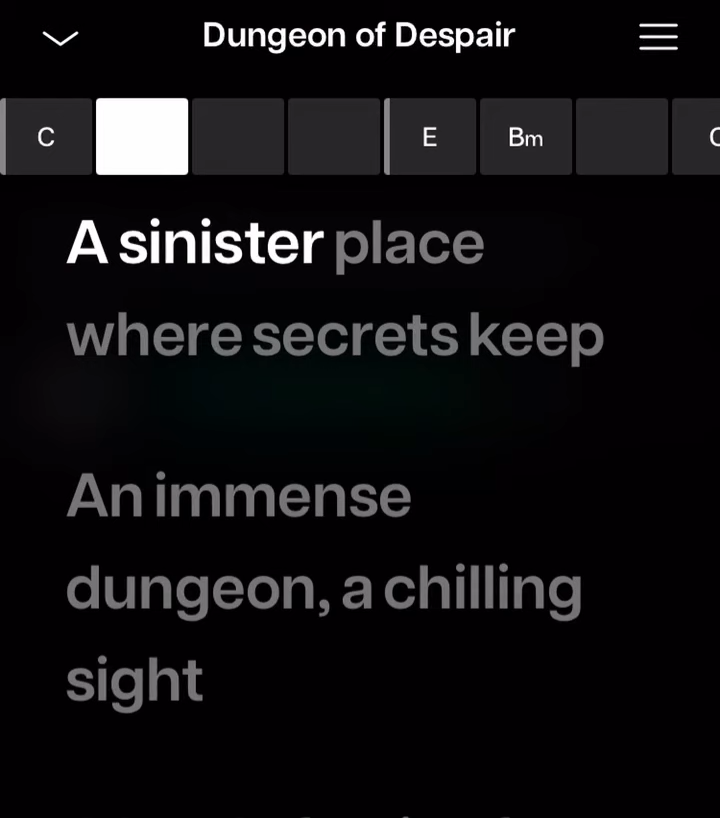 Dungeon of Despair
C E Bm
A sinister place
where secrets keep
An immense
dungeon, a chilling
sight